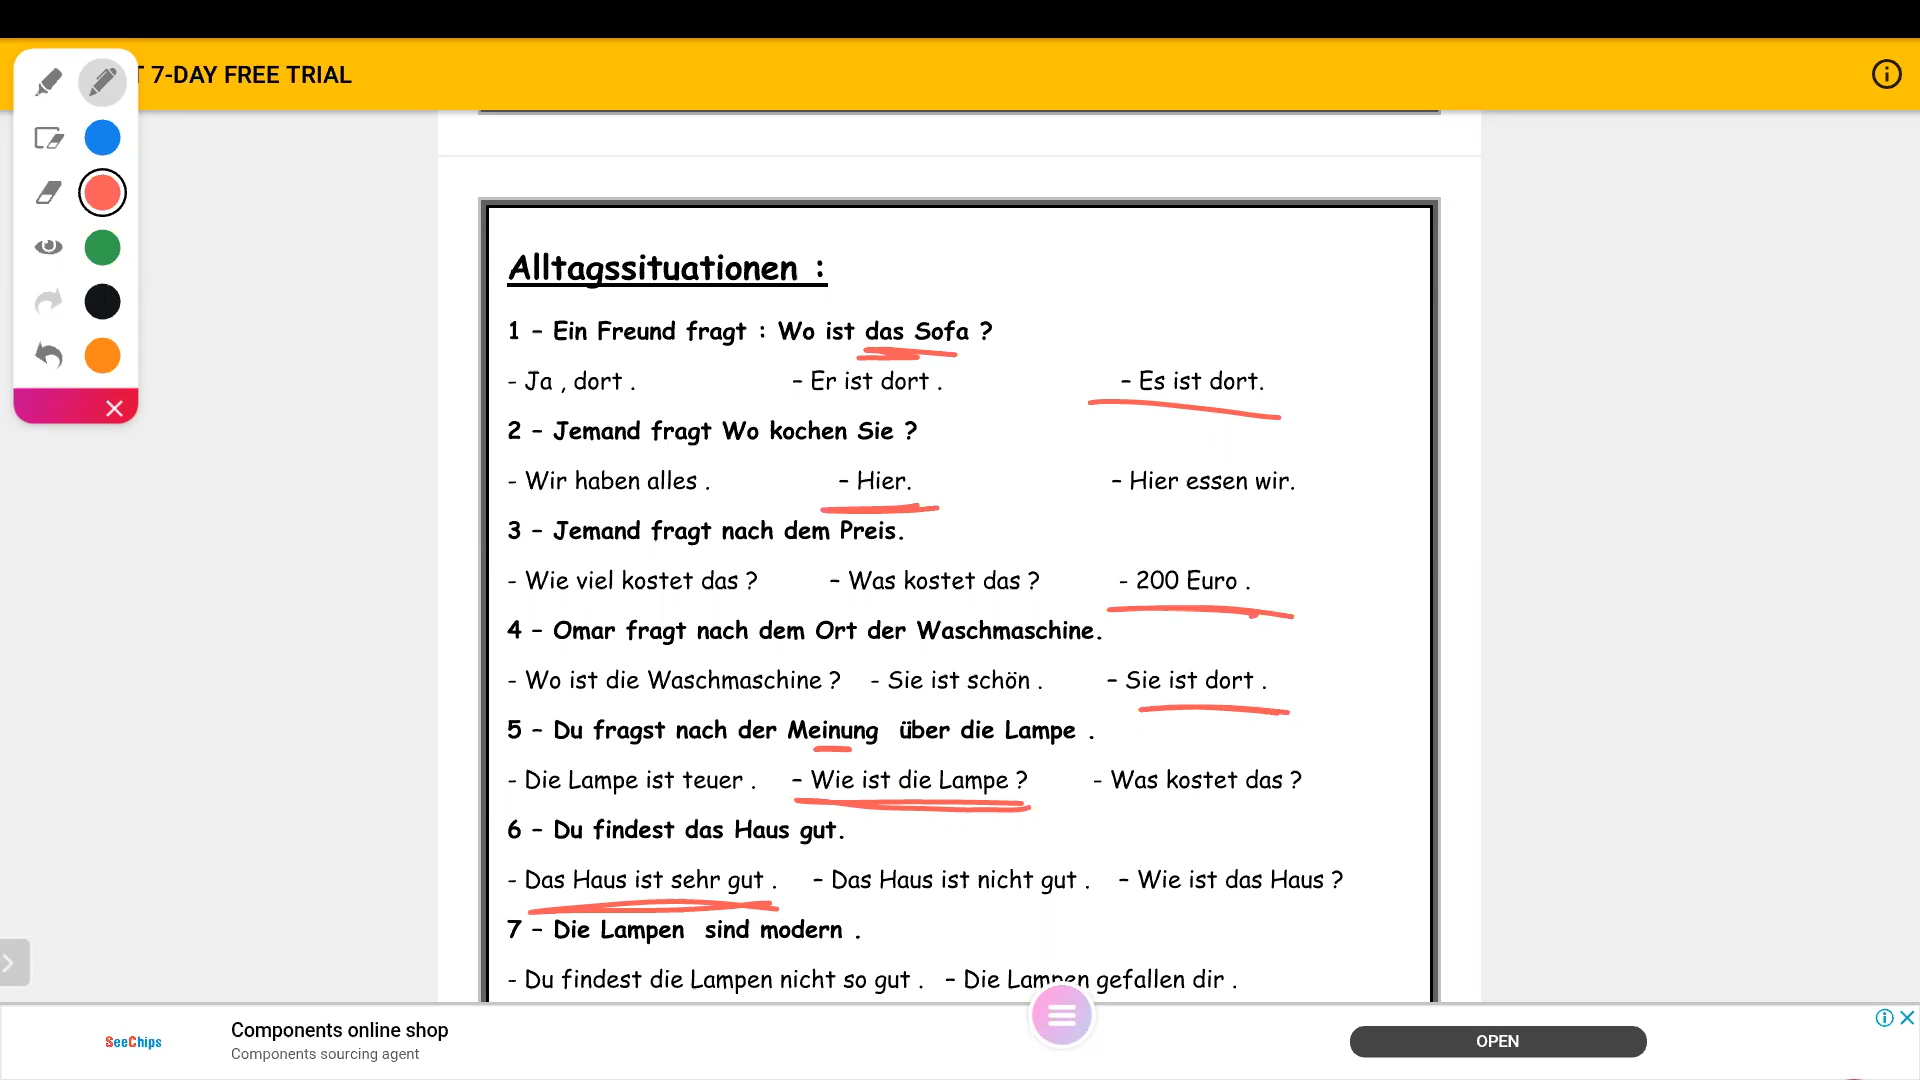 T 7-DAY FREE TRIAL
Alltagssituationen :
1 - Ein Freund fragt : Wo ist das Sofa ?
- Ja , dort . - Er ist dort . - Es ist dort.
2 - Jemand fragt Wo kochen Sie ?
- Wir haben alles . - Hier. - Hier essen wir.
3 - Jemand fragt nach dem Preis.
- Wie viel kostet das ? - Was kostet das ? - 200 Euro .
4 - Omar fragt nach dem Ort der Waschmaschine.
- Wo ist die Waschmaschine ? - Sie ist schön . - Sie ist dort .
5 - Du fragst nach der Meinung über die Lampe .
- Die Lampe ist teuer . - Wie ist die Lampe ? - Was kostet das ?
6 - Du findest das Haus gut.
- Das Haus ist sehr gut . - Das Haus ist nicht gut . - Wie ist das Haus ?
7 - Die Lampen sind modern .
- Du findest die Lampen nicht so gut . - Die Lampen gefallen dir .
SeeChips
Components online shop
Components sourcing agent
OPEN